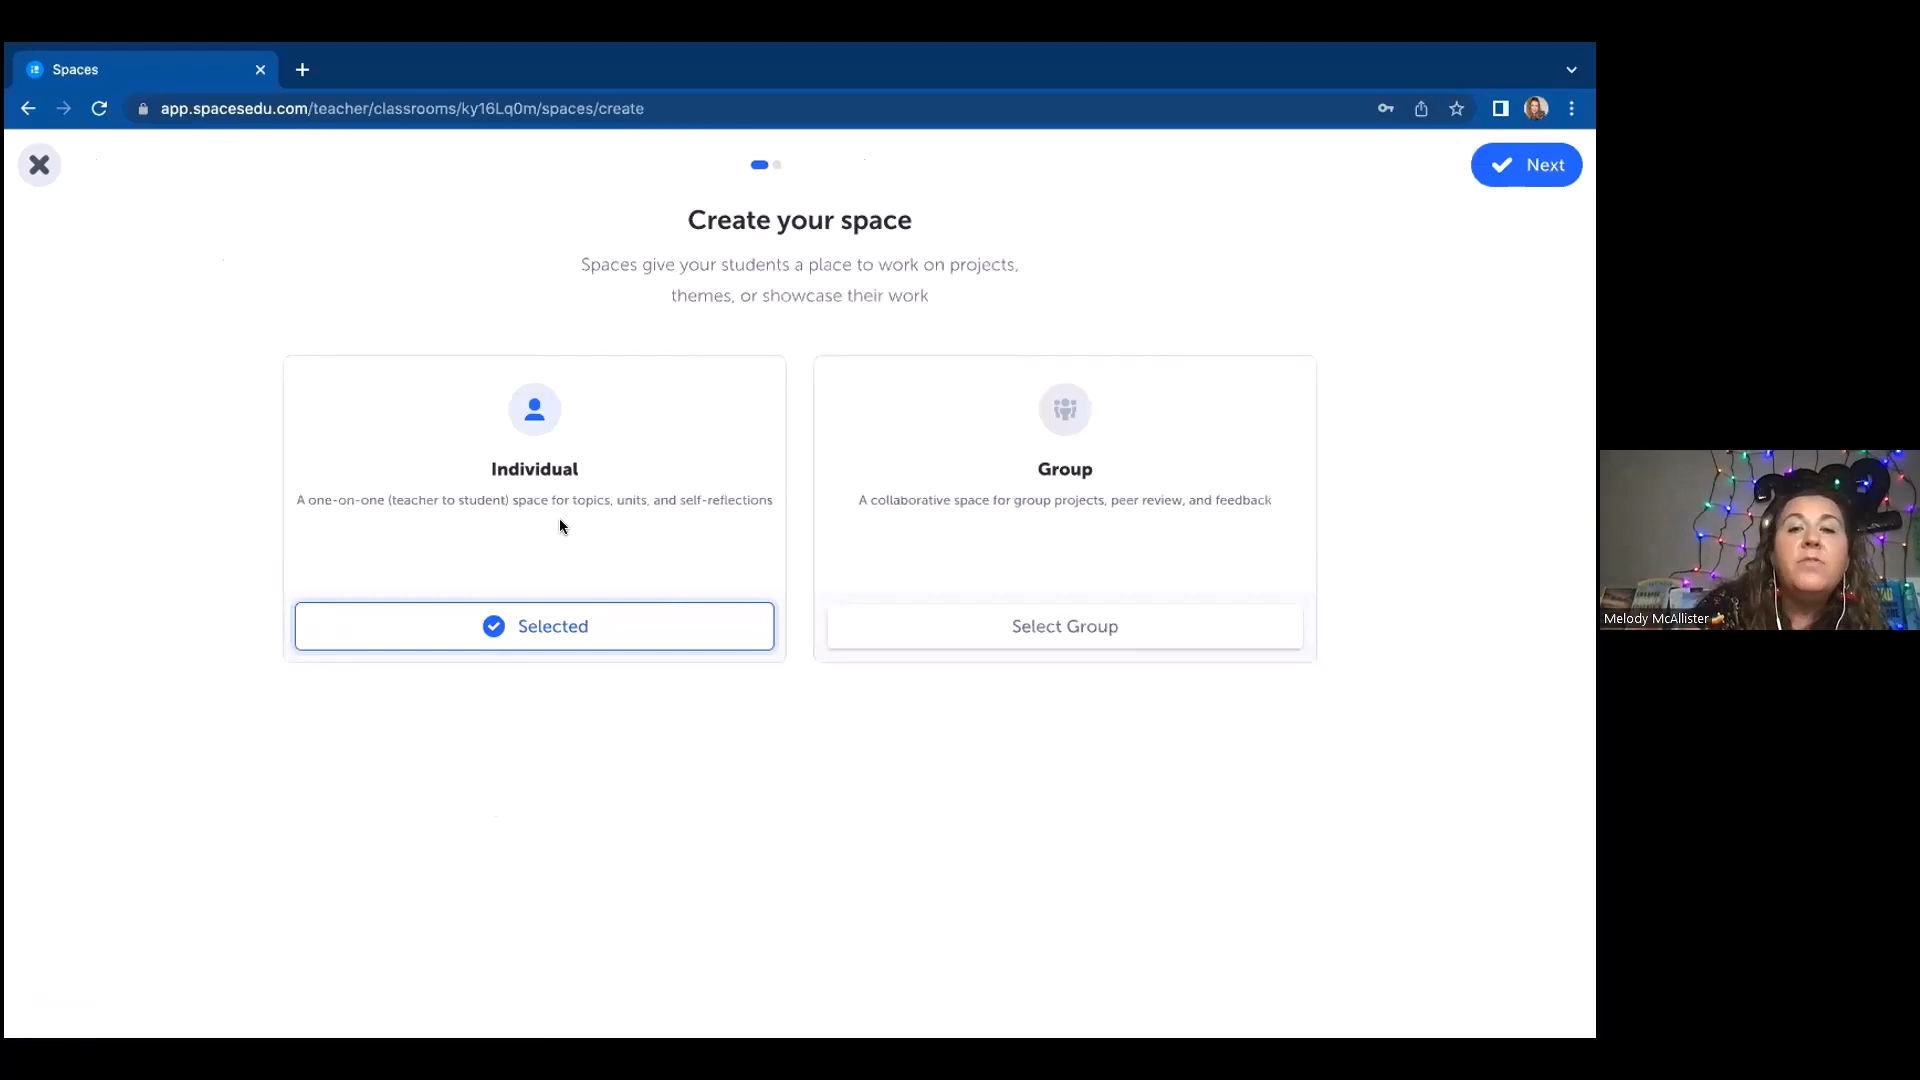 Spaces
app.spacesedu.com/teacher/classrooms/ky16Lq0m/spaces/create
Next
Create your space
Spaces give your students a place to work on projects,
themes, or showcase their work
Individual
A one-on-one (teacher to student) space for topics, units, and self-reflections
Selected
Group
A collaborative space for group projects, peer review, and feedback
Select Group
Melody McAllister